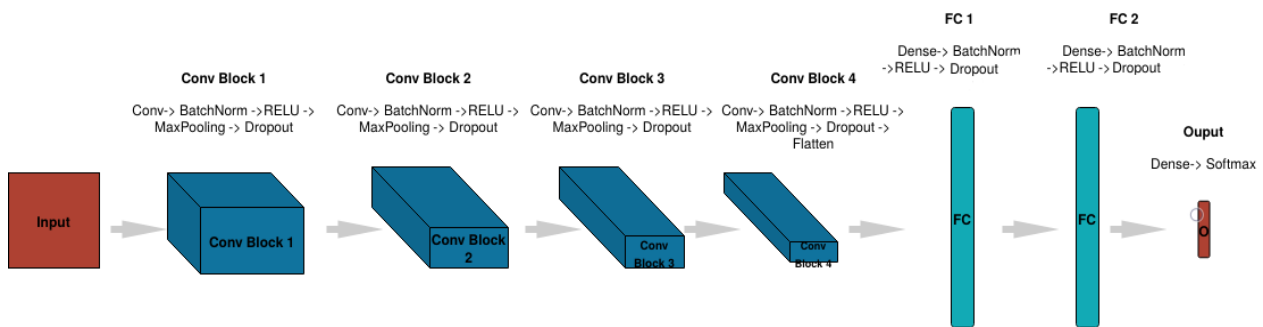 FC 1
FC 2
Dense-> BatchNorm
->RELU -> Dropout
Dense-> BatchNorm
->RELU -> Dropout
Conv Block 1
Conv Block 2
Conv Block 3
Conv Block 4
Conv-> BatchNorm ->RELU ->
MaxPooling -> Dropout
Conv-> BatchNorm ->RELU ->
MaxPooling -> Dropout
Conv-> BatchNorm ->RELU ->
MaxPooling -> Dropout
Conv-> BatchNorm ->RELU ->
MaxPooling -> Dropout ->
Flatten
Ouput
Dense-> Softmax
Input
Conv Block 1
Conv Block
2
Conv
Block 3
Conv
Block 4
FC
FC
O